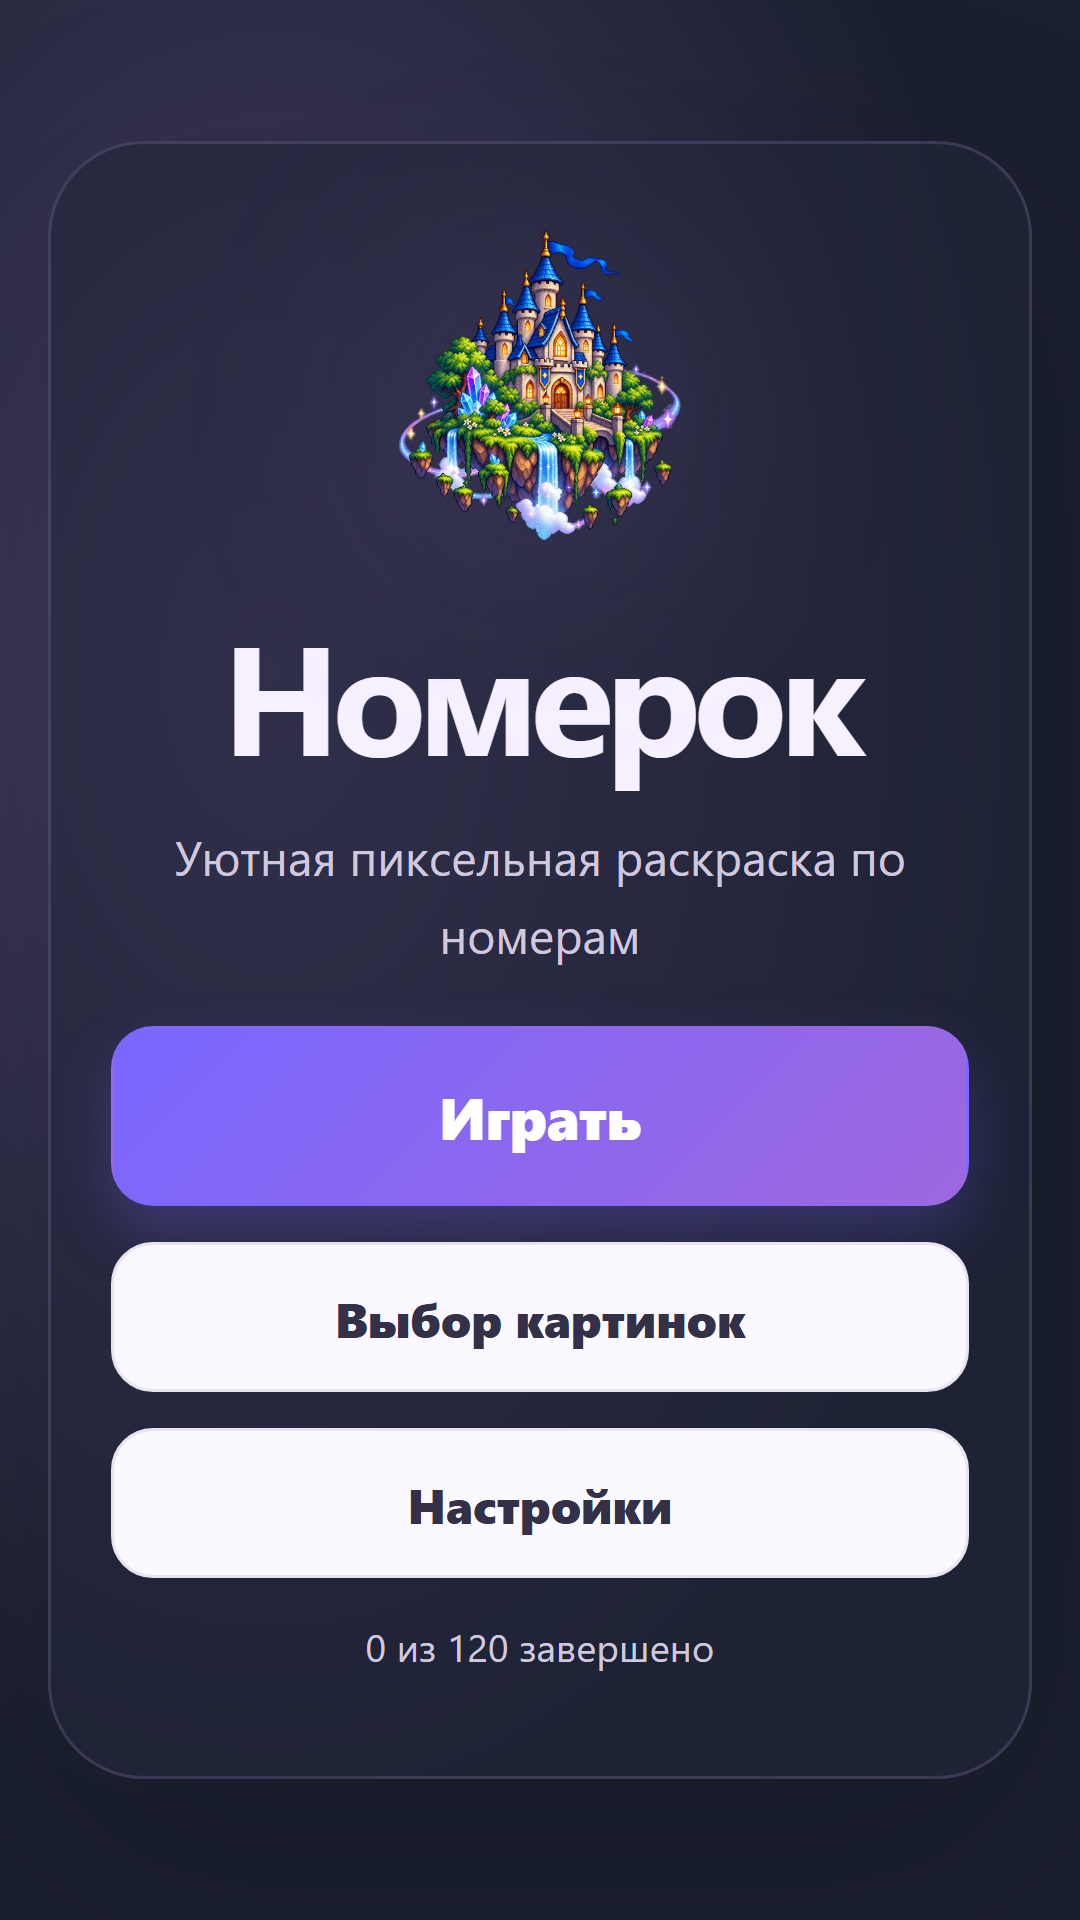 Номерок
Уютная пиксельная раскраска по
номерам
Играть
Выбор картинок
Настройки
0 из 120 завершено